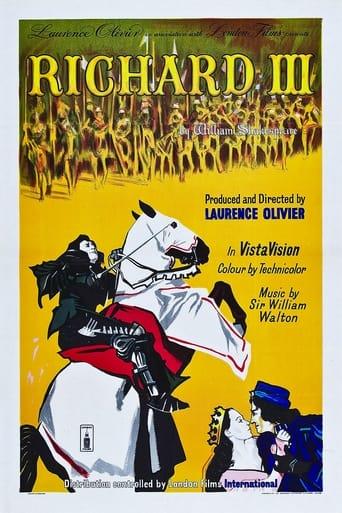 Laurence Olivier in association with London Films presents
RICHARD III
by William Shakespeare
Produced and Directed by
LAURENCE OLIVIER
In VISTAVISION
Colour by Technicolor
Music by
Sir William
Walton
Distribution controlled by London Films International